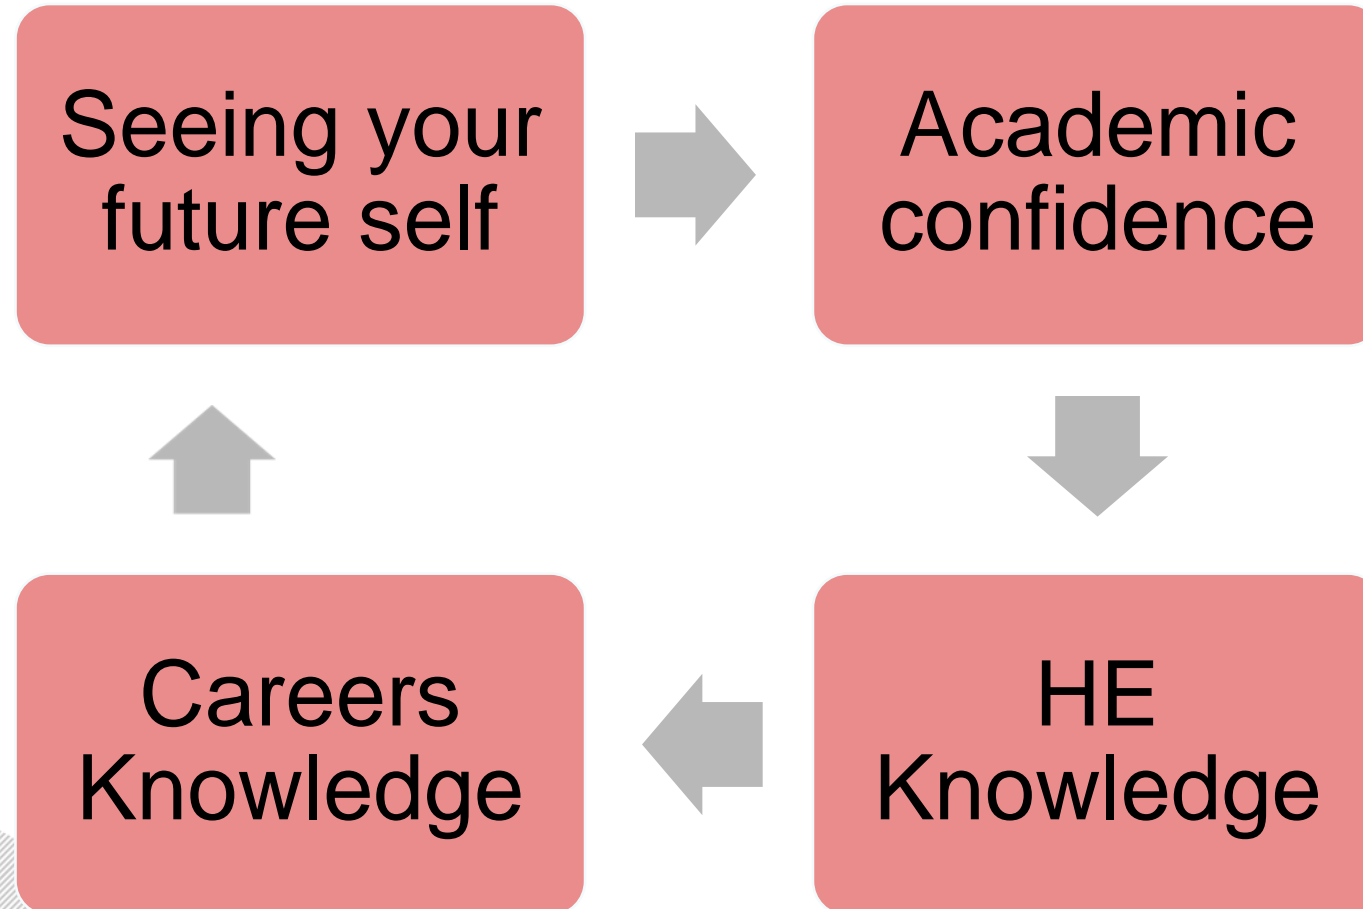 Seeing your
future self
Academic
confidence
Careers
Knowledge
HE
Knowledge